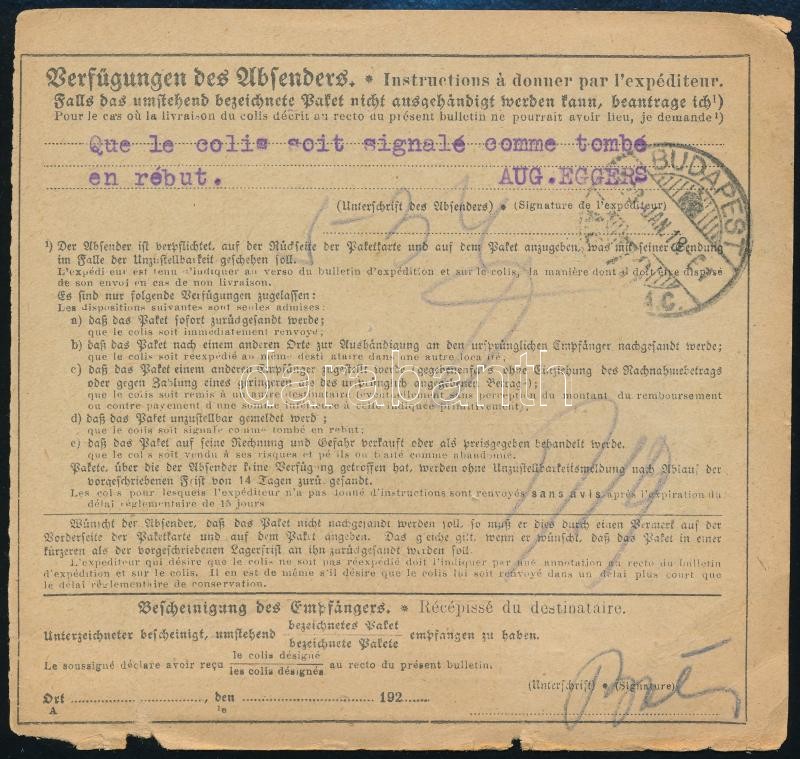 Verfügungen des Absenders. * Instructions à donner par l'expéditeur.
Falls das umstehend bezeichnete Paket nicht ausgehändigt werden kann, beantrage ich¹)
Pour le cas où la livraison du colis décrit au recto du présent bulletin ne pourrait avoir lieu, je demande¹)
Que le colis soit signalé comme tombé
en rébut. AUG.EGGERS
BUDAPEST
(Unterschrift des Absenders) • (Signature de l'expéditeur)
¹) Der Absender ist verpflichtet, auf der Rückseite der Paketkarte und auf dem Paket anzugeben, was mit seiner Sendung
im Falle der Unzustellbarkeit geschehen soll.
L'expéditeur est tenu d'indiquer au verso du bulletin d'expédition et sur le colis, la manière dont il doit être disposé
de son envoi en cas de non livraison.
Es sind nur folgende Verfügungen zugelassen:
Les dispositions suivantes sont seules admises:
a) daß das Paket sofort zurückgesandt werde;
que le colis soit immédiatement renvoyé;
b) daß das Paket nach einem anderen Orte zur Aushändigung an den ursprünglichen Empfänger nachgesandt werde;
que le colis soit réexpédié au même destinataire dans une autre localité;
c) daß das Paket einem anderen Empfänger zugestellt werde, gegebenenfalls ohne Einziehung des Nachnahmebetrags
oder gegen Zahlung eines geringeren als des ursprünglich angegebenen Betrags);
que le colis soit remis à un autre destinataire (éventuellement sans perception du montant du remboursement
ou contre payement d'une somme inférieure à celle indiquée primitivement);
d) daß das Paket unzustellbar gemeldet werde;
que le colis soit signalé comme tombé en rebut;
e) daß das Paket auf seine Rechnung und Gefahr verkauft oder als preisgegeben behandelt werde.
que le colis soit vendu à ses risques et périls ou traité comme abandonné.
Pakete, über die der Absender keine Verfügung getroffen hat, werden ohne Unzustellbarkeitsmeldung nach Ablauf der
vorgeschriebenen Frist von 14 Tagen zurückgesandt.
Les colis pour lesquels l'expéditeur n'a pas donné d'instructions sont renvoyés sans avis après l'expiration du
délai réglementaire de 15 jours
darabanth
Wünscht der Absender, daß das Paket nicht nachgesandt werden soll, so muß er dies durch einen Vermerk auf der
Vorderseite der Paketkarte und auf dem Paket angeben. Das gleiche gilt, wenn er wünscht, daß das Paket in einer
kürzeren als der vorgeschriebenen Lagerfrist an ihn zurückgesandt werden soll.
L'expéditeur qui désire que le colis ne soit pas réexpédié doit l'indiquer par une annotation au recto du bulletin
d'expédition et sur le colis. Il en est de même s'il désire que le colis lui soit renvoyé dans un délai plus court que
le délai réglementaire de conservation.
Bescheinigung des Empfängers. * Récépissé du destinataire.
Unterzeichneter bescheinigt, umstehend bezeichnetes Paket
bezeichnete Pakete empfangen zu haben.
Le soussigné déclare avoir reçu le colis désigné
les colis désignés au recto du présent bulletin.
(Unterschrift) • (Signature)
Ort , den 192
A 1e